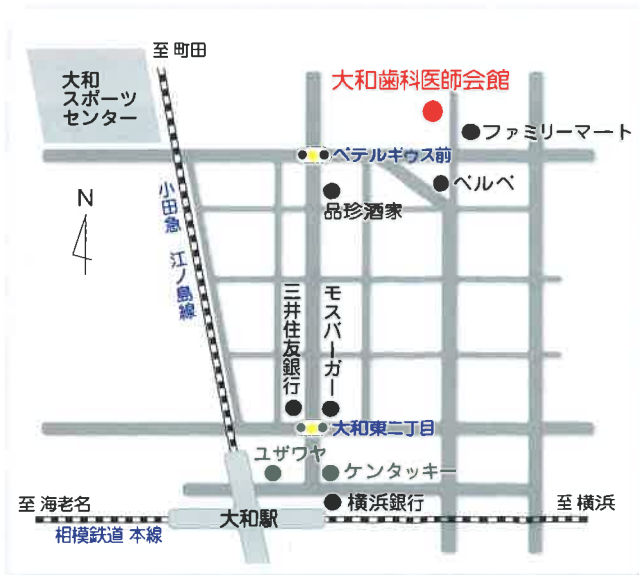 至 町田
大和
スポーツ
センター
大和歯科医師会館
ファミリーマート
ベテルギウス前
ベルベ
N
品珍酒家
小田急 江ノ島線
三井住友銀行
モスバーガー
大和東二丁目
ユザワヤ
ケンタッキー
至 海老名
横浜銀行
至 横浜
大和駅
相模鉄道 本線